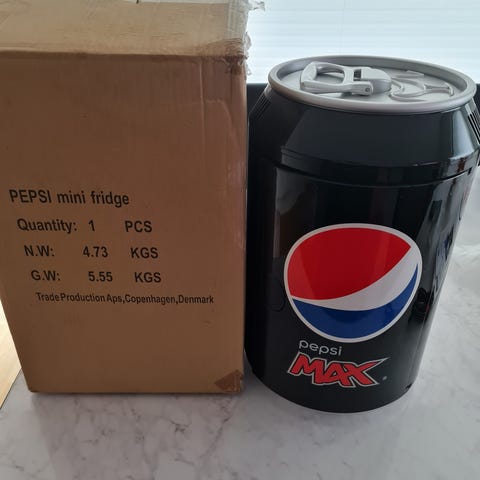 PEPSI mini fridge
Quantity: 1 PCS
N.W: 4.73 KGS
G.W: 5.55 KGS
Trade Production Aps,Copenhagen,Denmark
pepsi
MAX